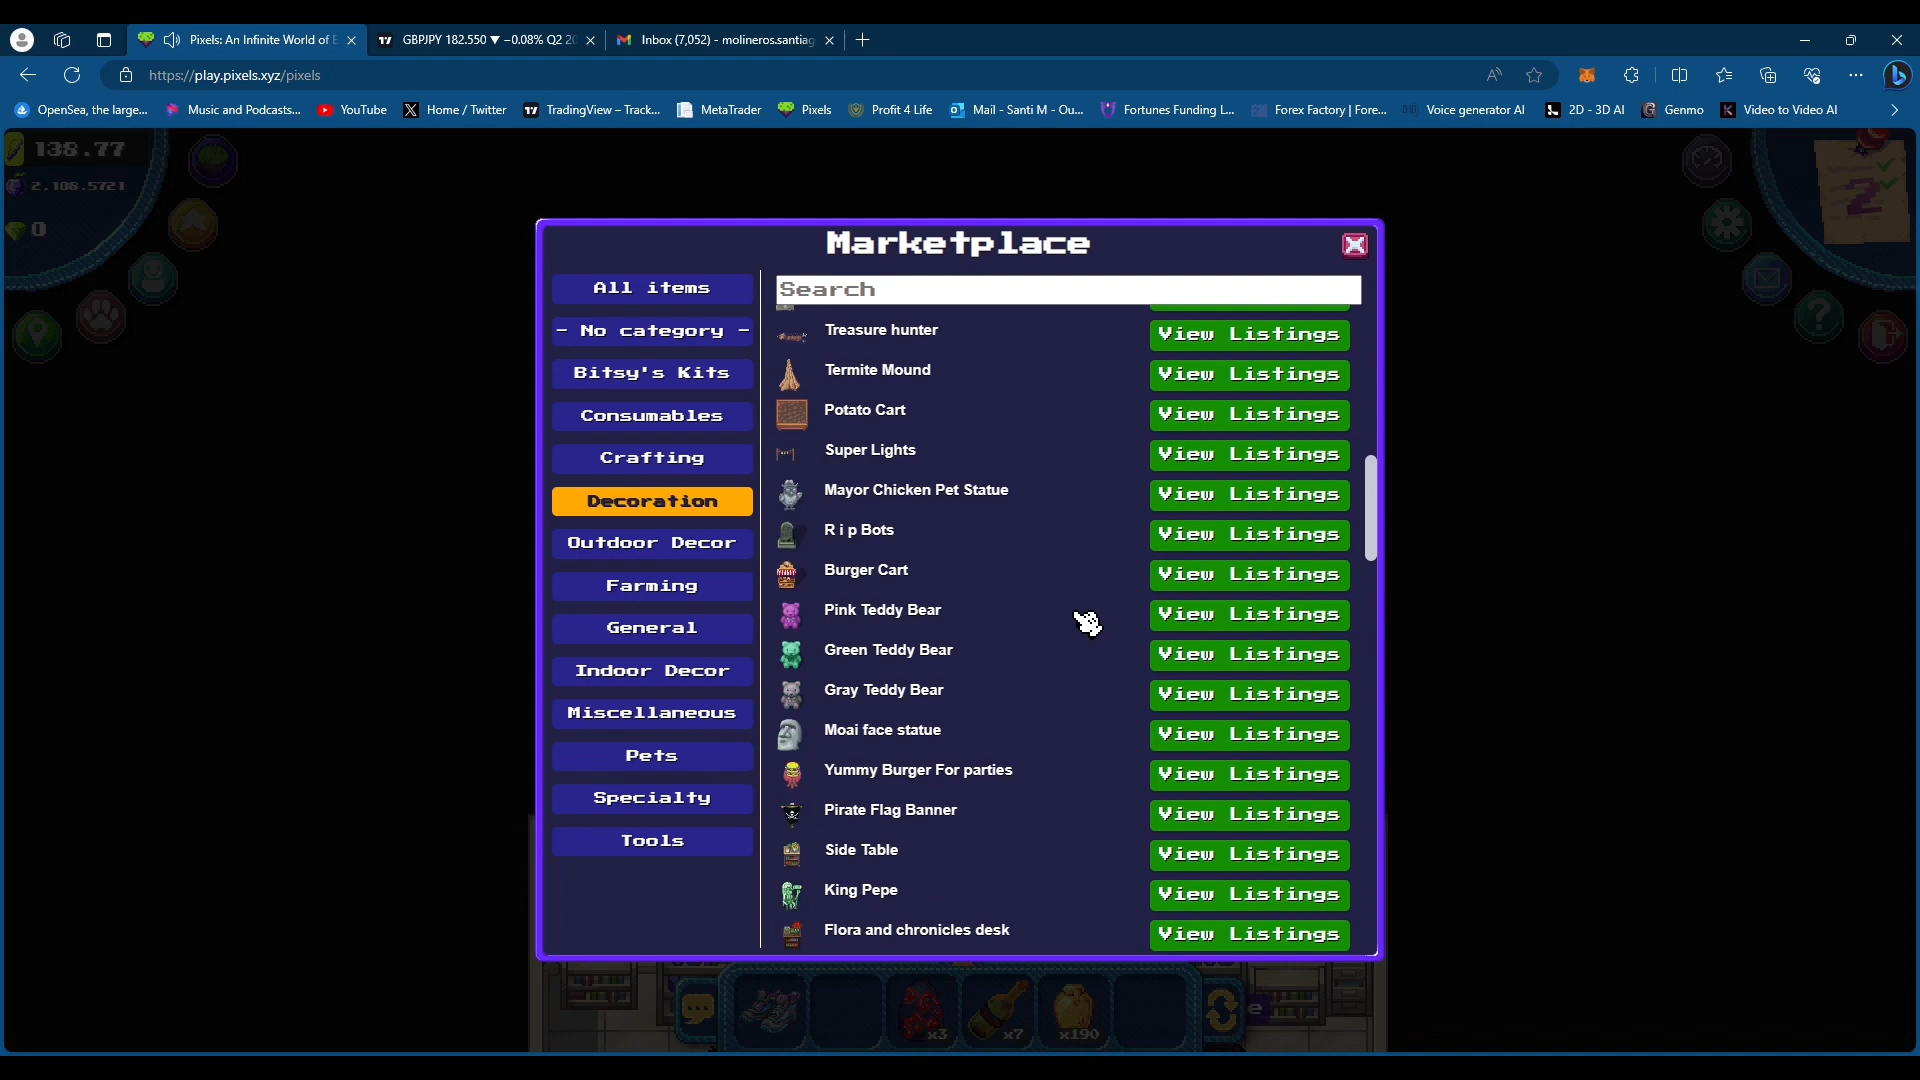 Pixels: An Infinite World of E
GBPJPY 182.550 ▼ −0.08% Q2 20
Inbox (7,052) - molineros.santiag
https://play.pixels.xyz/pixels
OpenSea, the large...
Music and Podcasts...
YouTube
Home / Twitter
TradingView – Track...
MetaTrader
Pixels
Profit 4 Life
Mail - Santi M - Ou...
Fortunes Funding L...
Forex Factory | Fore...
Voice generator AI
2D - 3D AI
Genmo
Video to Video AI
138.77
2,108.5721
0
Marketplace
Search
All items
- No category -
Bitsy's Kits
Consumables
Crafting
Decoration
Outdoor Decor
Farming
General
Indoor Decor
Miscellaneous
Pets
Specialty
Tools
Treasure hunter View Listings
Termite Mound View Listings
Potato Cart View Listings
Super Lights View Listings
Mayor Chicken Pet Statue View Listings
R i p Bots View Listings
Burger Cart View Listings
Pink Teddy Bear View Listings
Green Teddy Bear View Listings
Gray Teddy Bear View Listings
Moai face statue View Listings
Yummy Burger For parties View Listings
Pirate Flag Banner View Listings
Side Table View Listings
King Pepe View Listings
Flora and chronicles desk View Listings
x3
x7
x190